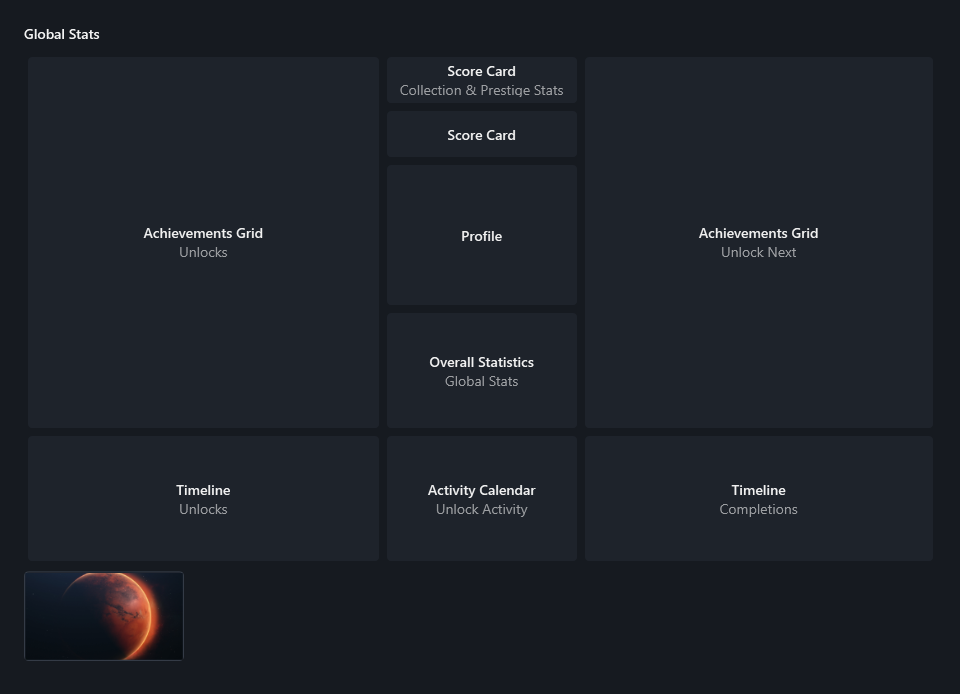 Global Stats
Score Card
Collection & Prestige Stats
Score Card
Achievements Grid
Unlocks
Profile
Achievements Grid
Unlock Next
Overall Statistics
Global Stats
Timeline
Unlocks
Activity Calendar
Unlock Activity
Timeline
Completions